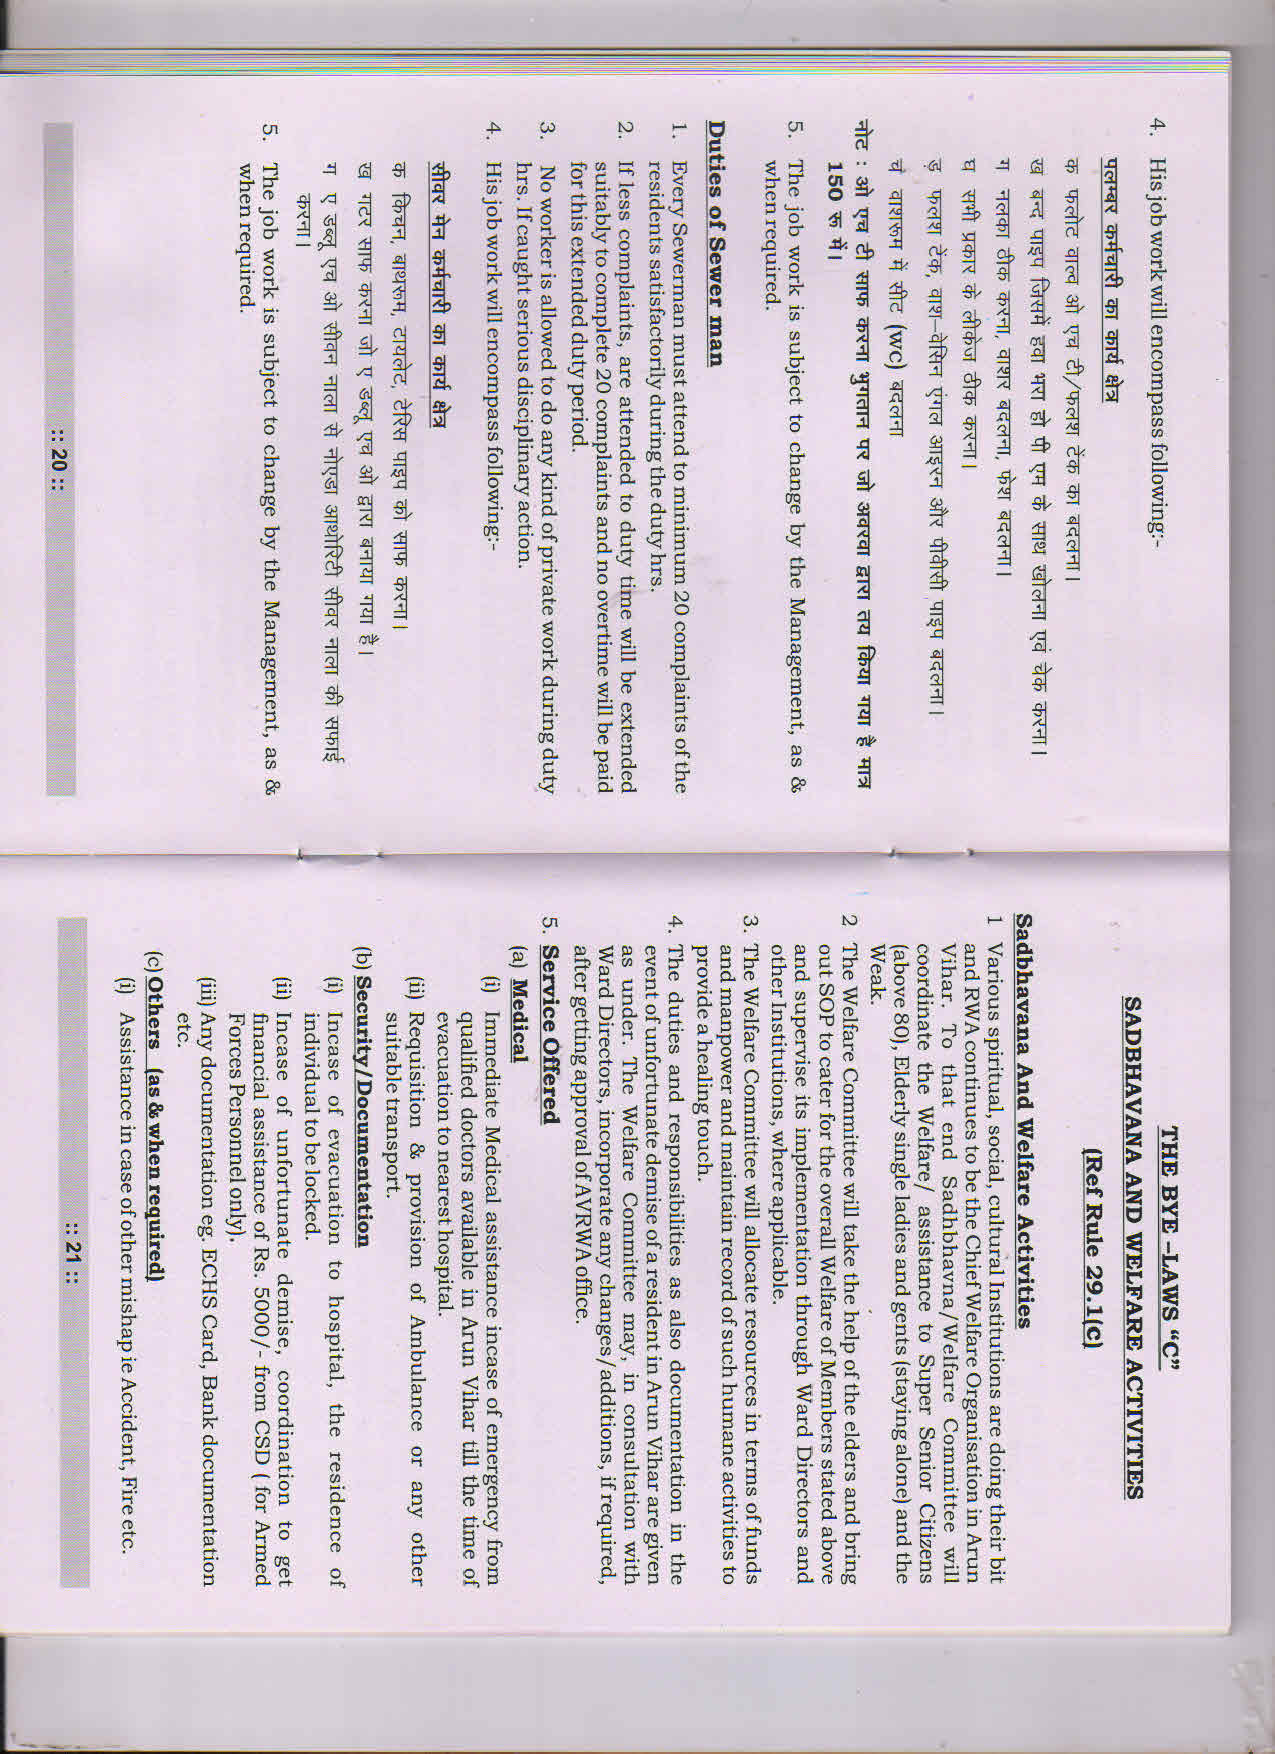 4. His job work will encompass following:-
पलम्बर कर्मचारी का कार्य क्षेत्र
क फलोट वाल्व ओ एच टी/फलश टेंक का बदलना।
ख बन्द पाइप जिसमें हवा भरा हो पी एम के साथ खोलना एवं चेक करना।
ग नलका ठीक करना, वाशर बदलना, फेश बदलना।
घ सभी प्रकार के लीकेज ठीक करना।
ड़ फलश टेंक, वाश–वेसिन एंगल आइरन और पीवीसी पाइप बदलना।
चं वाशरूम में सीट (wc) बदलना
नोट : ओ एच टी साफ करना भुगतान पर जो अवरवा द्वारा तय किया गया है मात्र
150 रू में।
5. The job work is subject to change by the Management, as &
when required.
Duties of Sewer man
1. Every Sewerman must attend to minimum 20 complaints of the
residents satisfactorily during the duty hrs.
2. If less complaints, are attended to duty time will be extended
suitably to complete 20 complaints and no overtime will be paid
for this extended duty period.
3. No worker is allowed to do any kind of private work during duty
hrs. If caught serious disciplinary action.
4. His job work will encompass following:-
सीवर मेन कर्मचारी का कार्य क्षेत्र
क किचन, बाथरूम, टायलेट, टेरिस पाइप को साफ करना।
ख गटर साफ करना जो ए डब्लू एच ओ द्वारा बनाया गया है।
ग ए डब्लू एच ओ सीवन नाला से नोएडा आथोरिटी सीवर नाला की सफाई
करना।
5. The job work is subject to change by the Management, as &
when required.
:: 20 ::
THE BYE –LAWS “C”
SADBHAVANA AND WELFARE ACTIVITIES
(Ref Rule 29.1(c)
Sadbhavana And Welfare Activities
1 Various spiritual, social, cultural Institutions are doing their bit
and RWA continues to be the Chief Welfare Organisation in Arun
Vihar. To that end Sadhbhavna/Welfare Committee will
coordinate the Welfare/ assistance to Super Senior Citizens
(above 80), Elderly single ladies and gents (staying alone) and the
Weak.
2 The Welfare Committee will take the help of the elders and bring
out SOP to cater for the overall Welfare of Members stated above
and supervise its implementation through Ward Directors and
other Institutions, where applicable.
3. The Welfare Committee will allocate resources in terms of funds
and manpower and maintain record of such humane activities to
provide a healing touch.
4. The duties and responsibilities as also documentation in the
event of unfortunate demise of a resident in Arun Vihar are given
as under. The Welfare Committee may, in consultation with
Ward Directors, incorporate any changes/additions, if required,
after getting approval of AVRWA office.
5. Service Offered
(a) Medical
(i) Immediate Medical assistance incase of emergency from
qualified doctors available in Arun Vihar till the time of
evacuation to nearest hospital.
(ii) Requisition & provision of Ambulance or any other
suitable transport.
(b) Security/Documentation
(i) Incase of evacuation to hospital, the residence of
individual to be locked.
(ii) Incase of unfortunate demise, coordination to get
financial assistance of Rs. 5000/- from CSD ( for Armed
Forces Personnel only).
(iii) Any documentation eg. ECHS Card, Bank documentation
etc.
(c) Others (as & when required)
(i) Assistance in case of other mishap ie Accident, Fire etc.
:: 21 ::